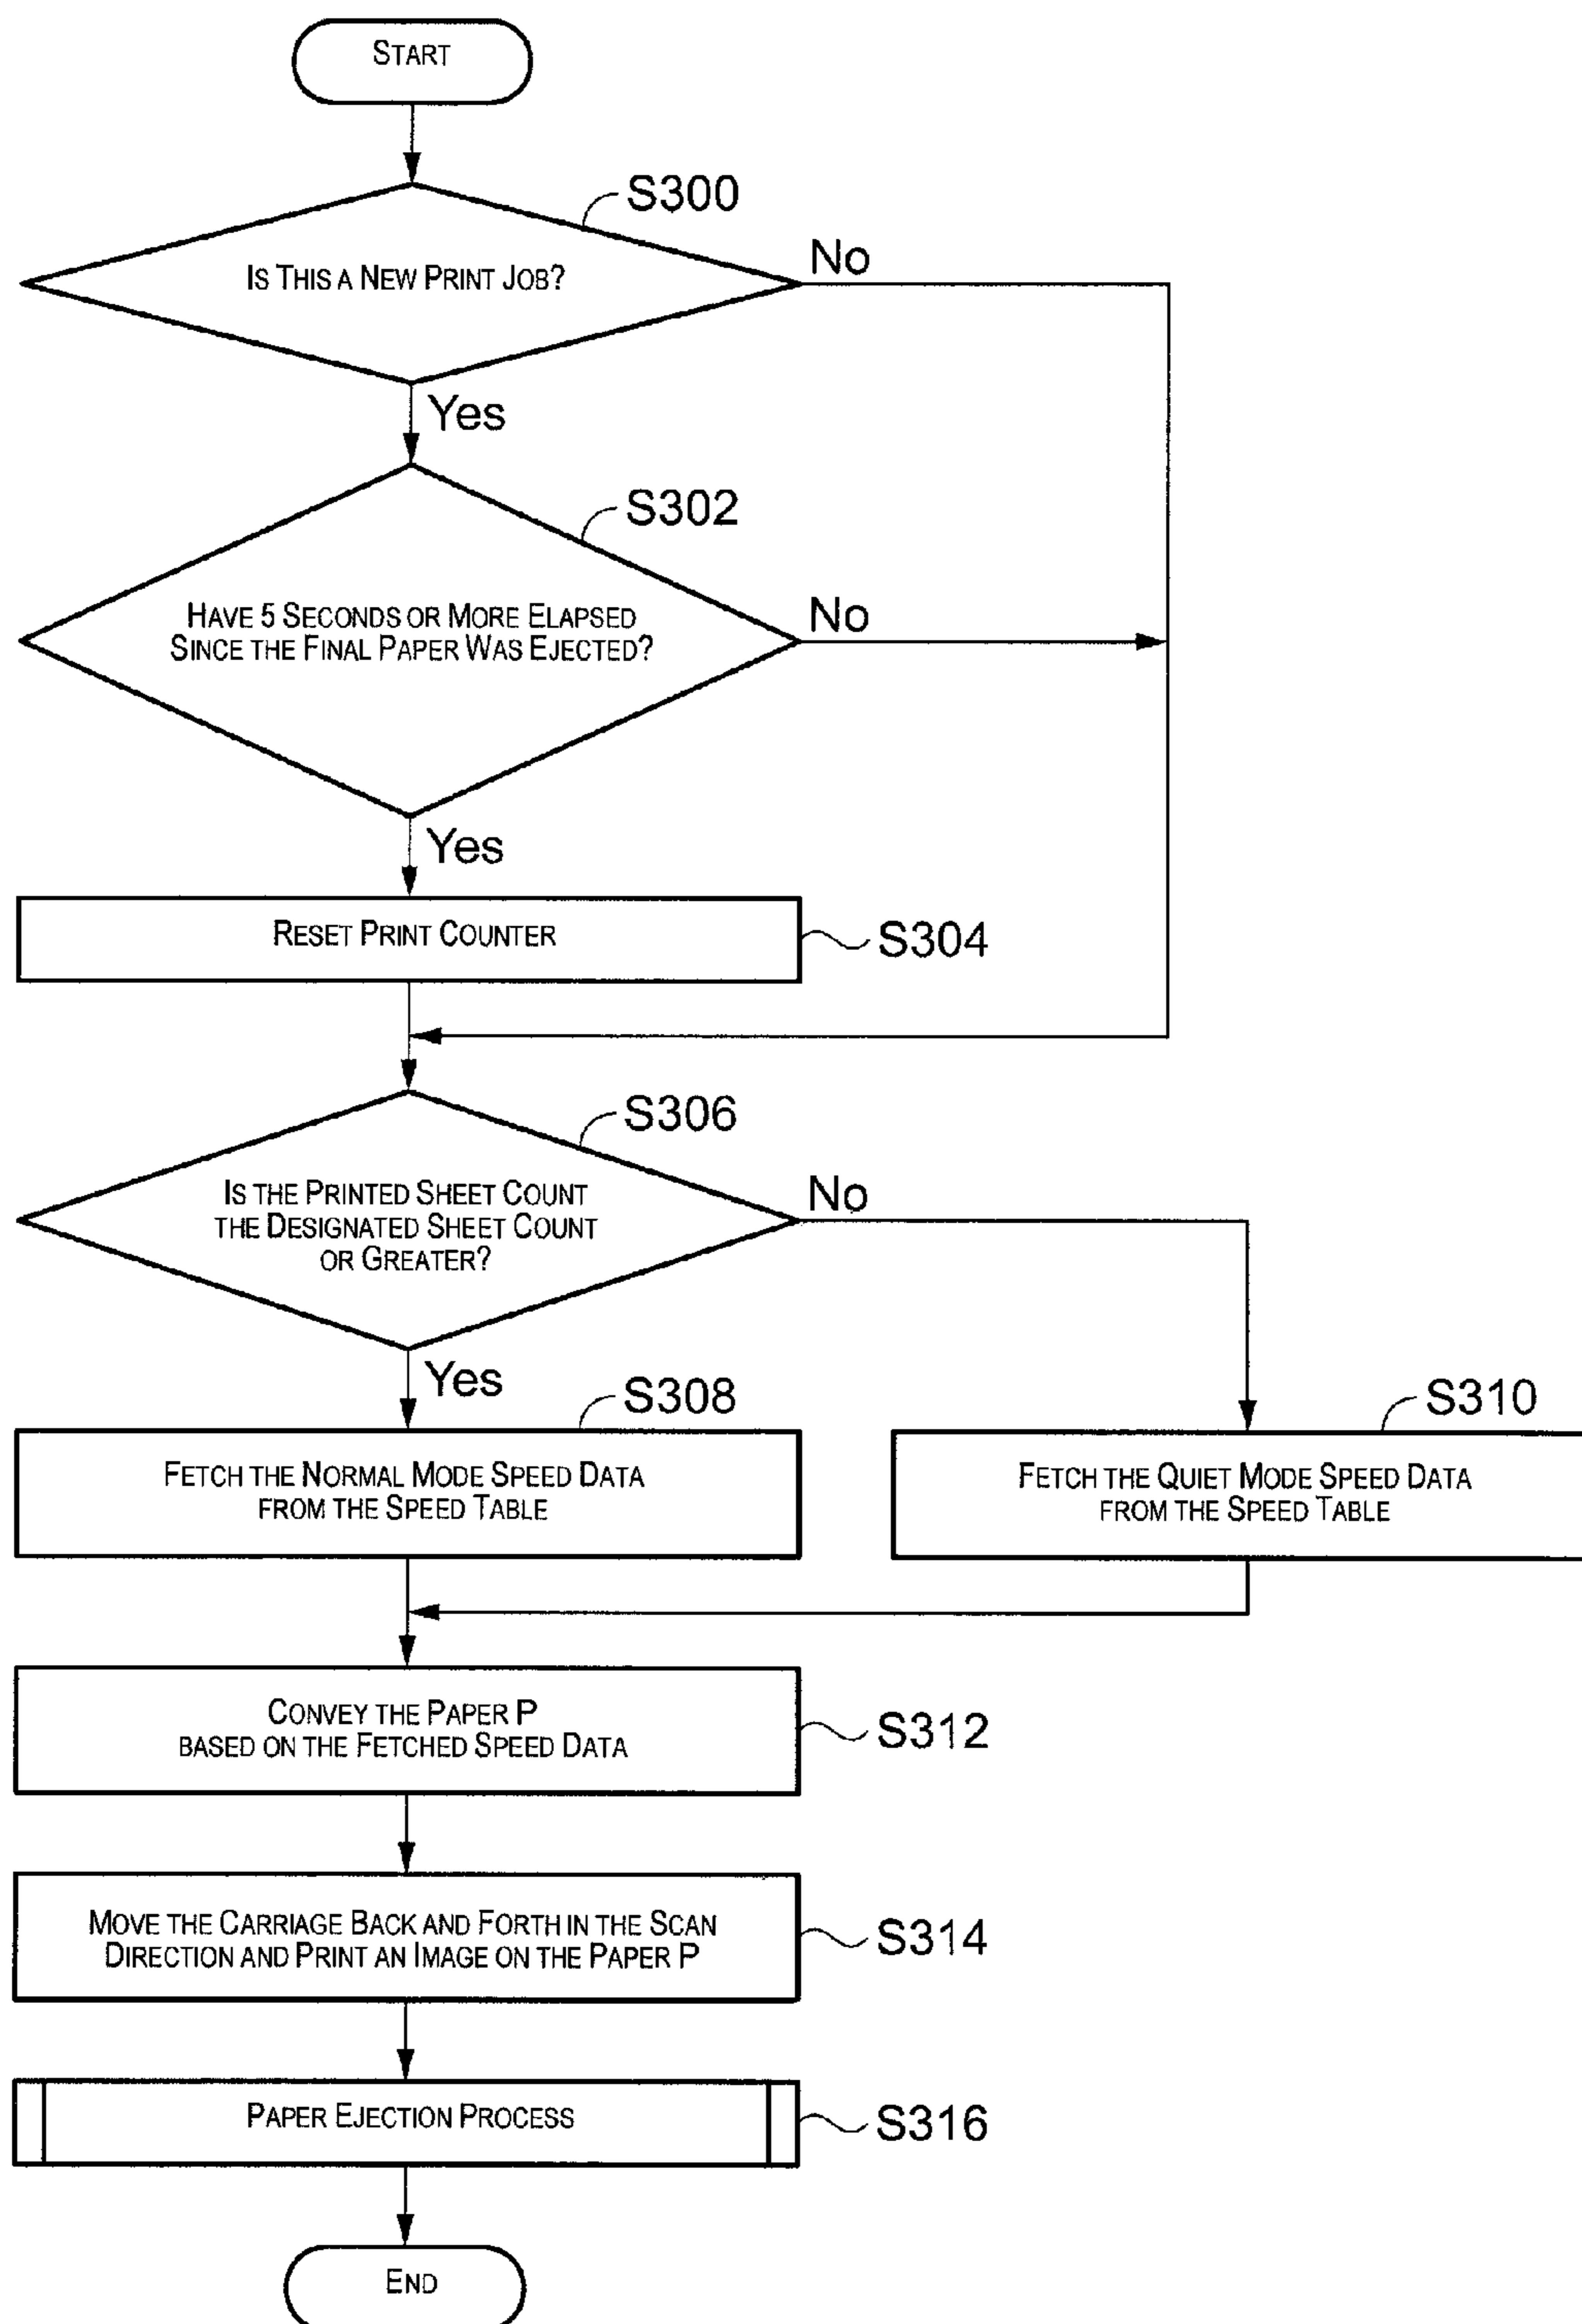 START
S300
IS THIS A NEW PRINT JOB?
No
Yes
S302
HAVE 5 SECONDS OR MORE ELAPSED
SINCE THE FINAL PAPER WAS EJECTED?
No
Yes
RESET PRINT COUNTER
S304
S306
IS THE PRINTED SHEET COUNT
THE DESIGNATED SHEET COUNT
OR GREATER?
No
Yes
S308
S310
FETCH THE NORMAL MODE SPEED DATA
FROM THE SPEED TABLE
FETCH THE QUIET MODE SPEED DATA
FROM THE SPEED TABLE
CONVEY THE PAPER P
BASED ON THE FETCHED SPEED DATA
S312
MOVE THE CARRIAGE BACK AND FORTH IN THE SCAN
DIRECTION AND PRINT AN IMAGE ON THE PAPER P
S314
PAPER EJECTION PROCESS
S316
END